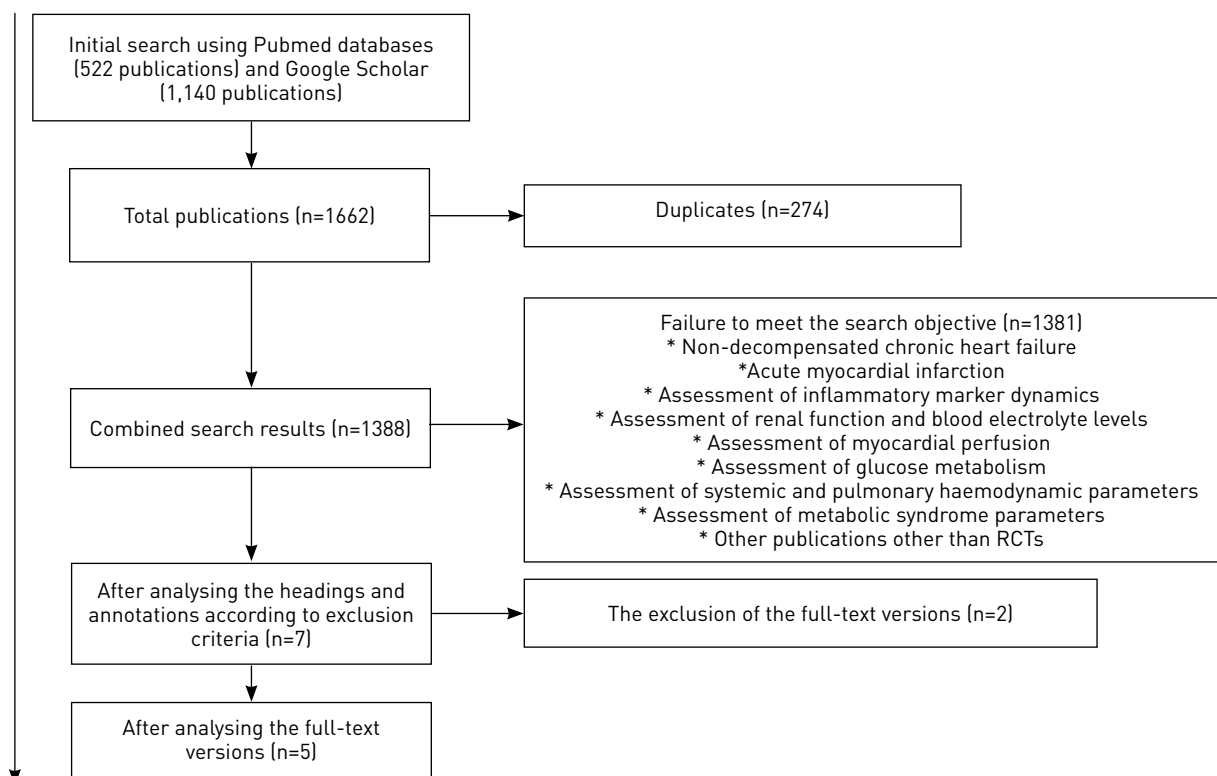 Initial search using Pubmed databases
(522 publications) and Google Scholar
(1,140 publications)
Total publications (n=1662)
Duplicates (n=274)
Combined search results (n=1388)
Failure to meet the search objective (n=1381)
* Non-decompensated chronic heart failure
*Acute myocardial infarction
* Assessment of inflammatory marker dynamics
* Assessment of renal function and blood electrolyte levels
* Assessment of myocardial perfusion
* Assessment of glucose metabolism
* Assessment of systemic and pulmonary haemodynamic parameters
* Assessment of metabolic syndrome parameters
* Other publications other than RCTs
After analysing the headings and
annotations according to exclusion
criteria (n=7)
The exclusion of the full-text versions (n=2)
After analysing the full-text
versions (n=5)